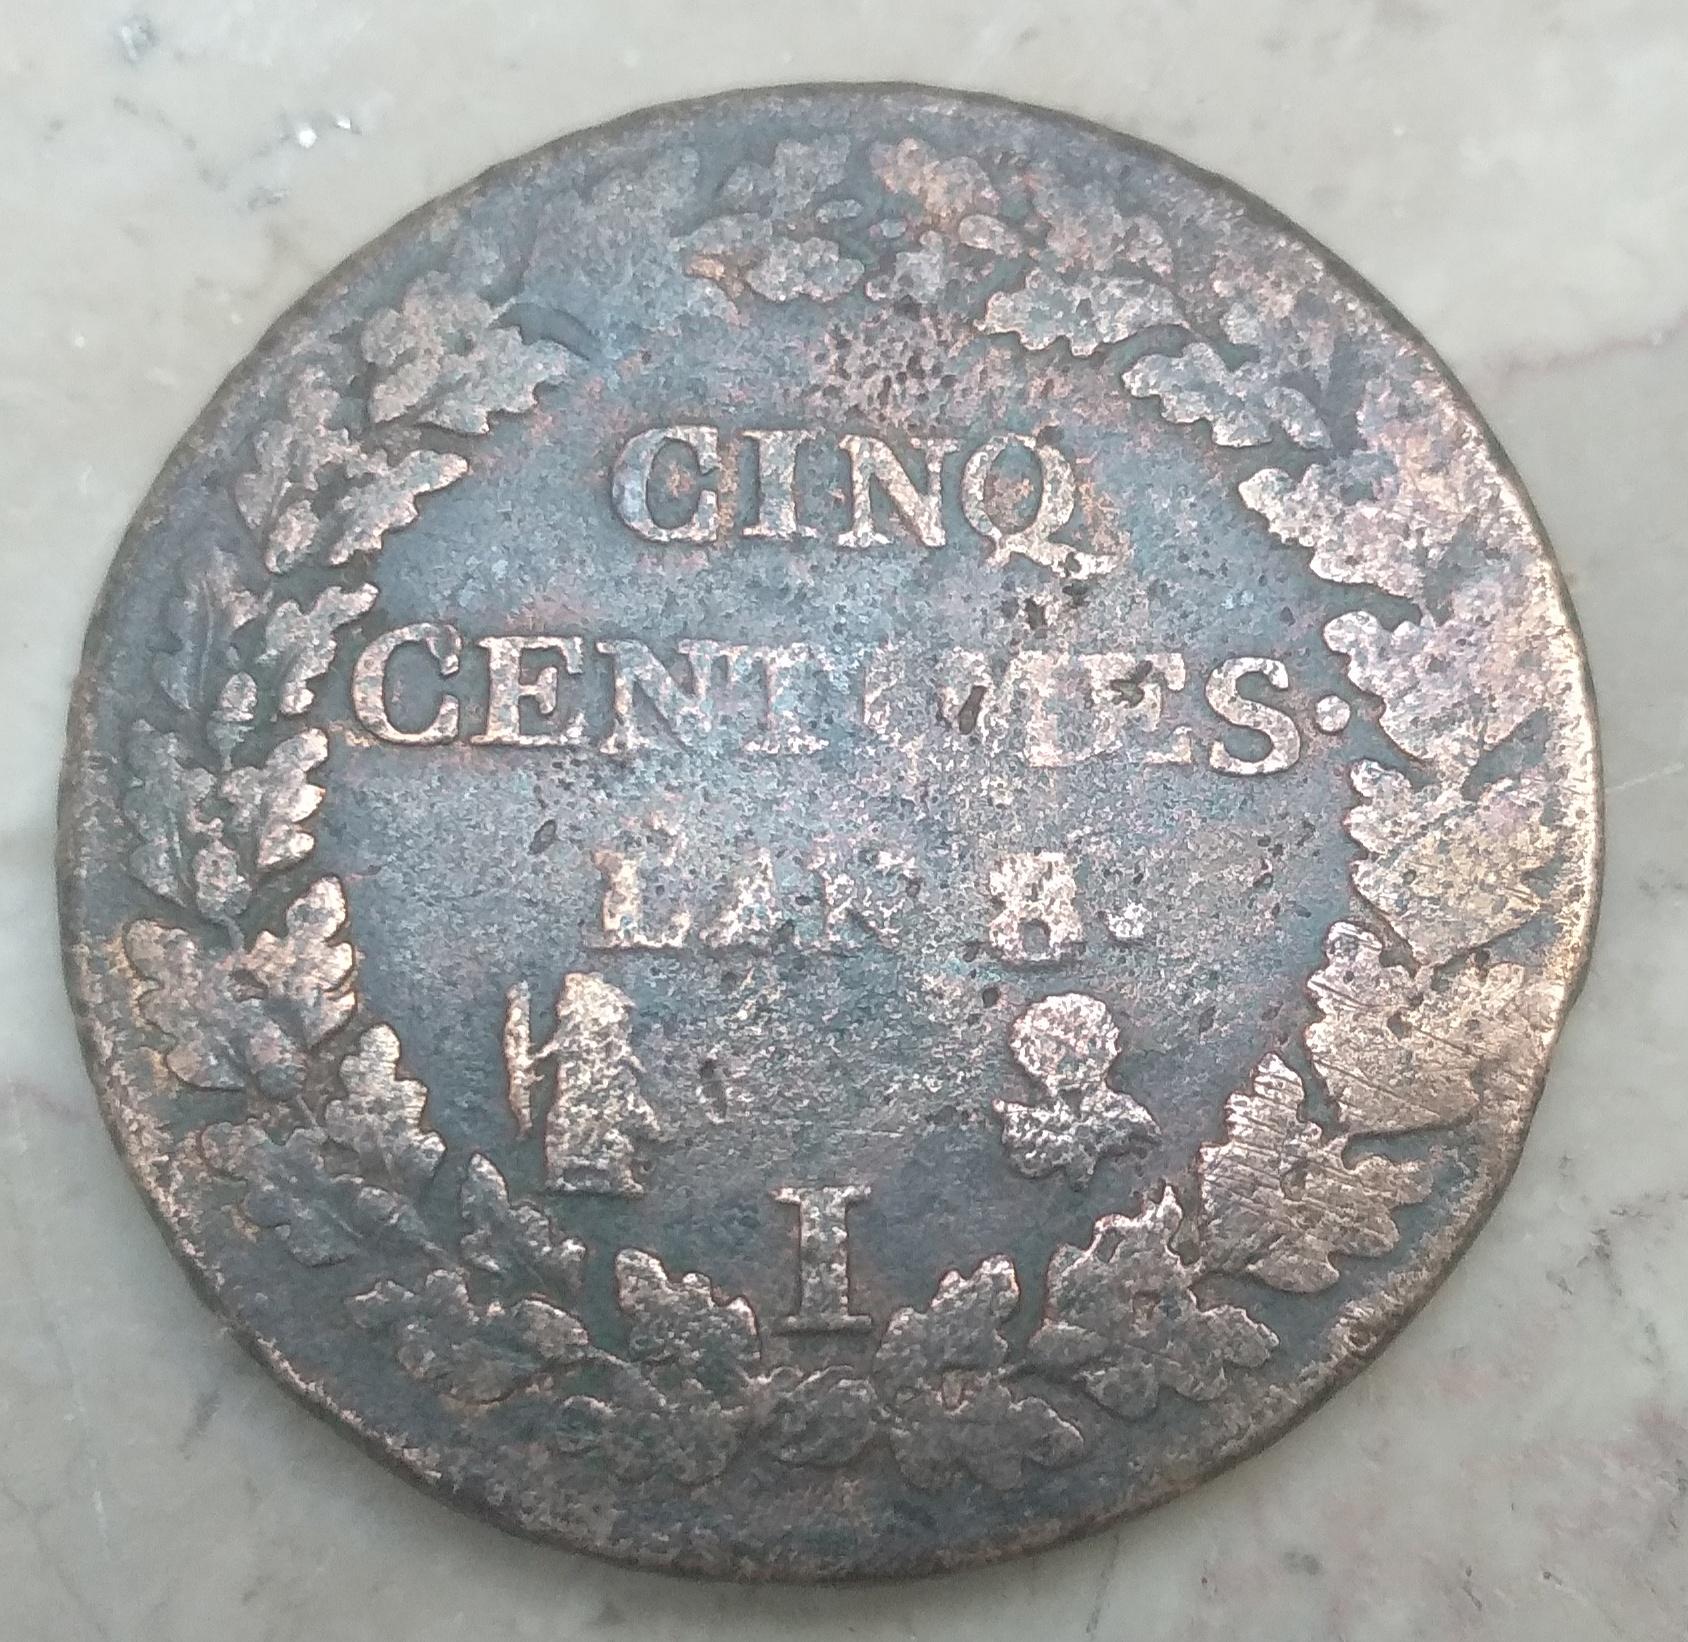 CINQ
CENTIMES.
L'AN 8.
I